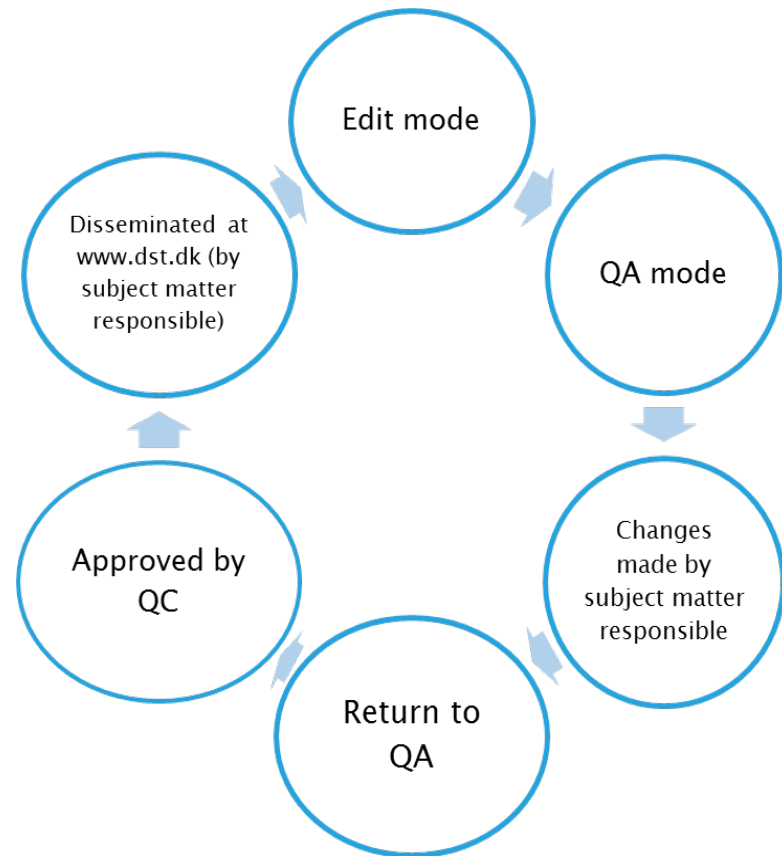 Edit mode
QA mode
Changes
made by
subject matter
responsible
Return to
QA
Approved by
QC
Disseminated at
www.dst.dk (by
subject matter
responsible)